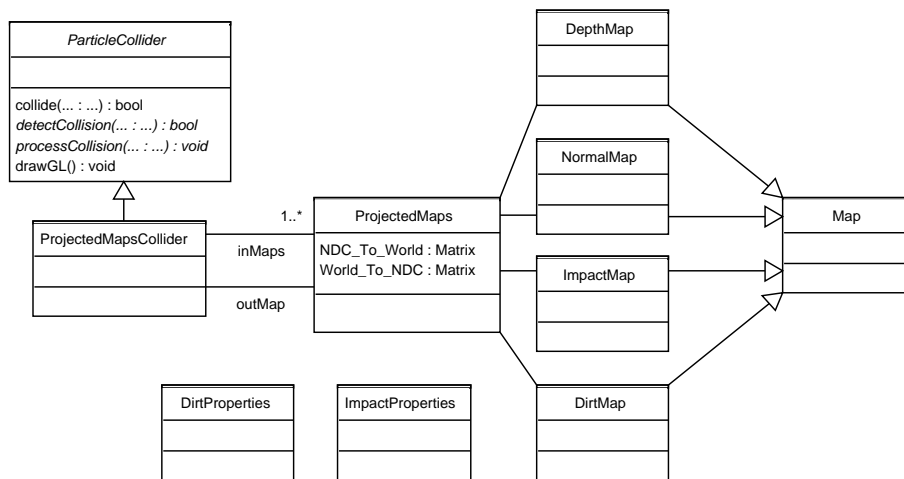 ParticleCollider
collide(... : ...) : bool
detectCollision(... : ...) : bool
processCollision(... : ...) : void
drawGL() : void
ProjectedMapsCollider
1..*
inMaps
outMap
ProjectedMaps
NDC_To_World : Matrix
World_To_NDC : Matrix
DepthMap
NormalMap
ImpactMap
DirtMap
Map
DirtProperties
ImpactProperties